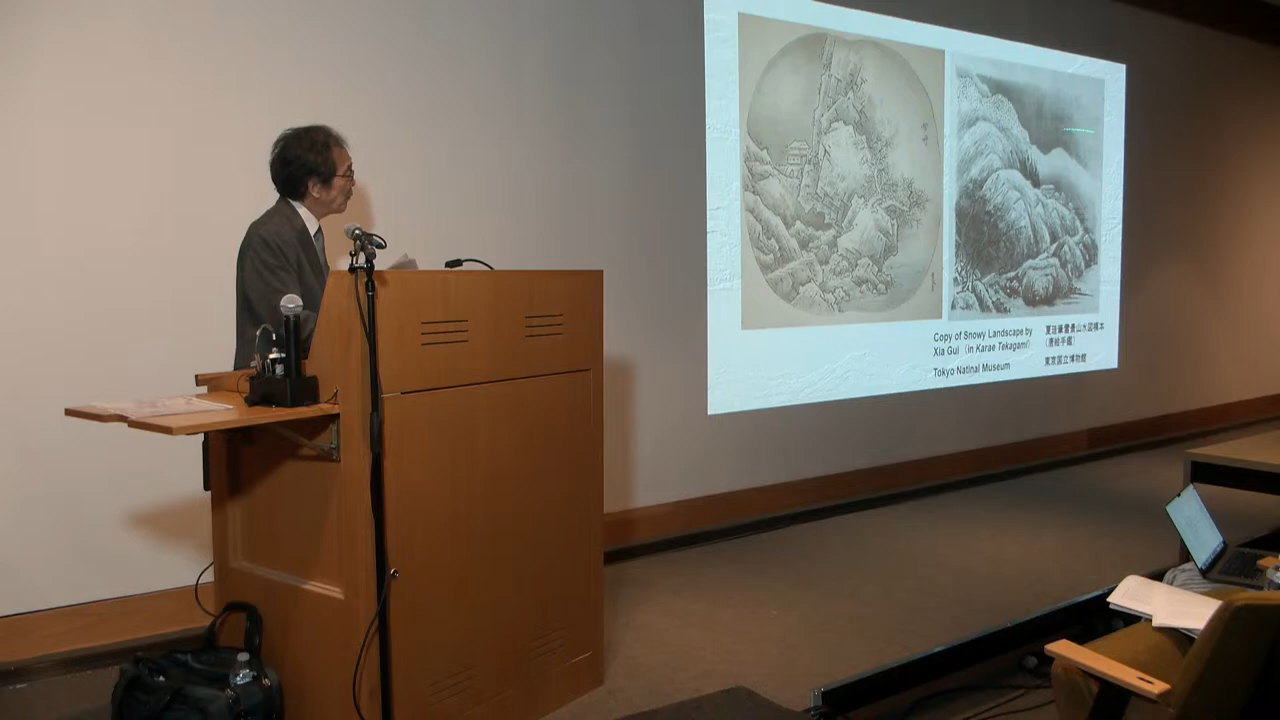 Copy of Snowy Landscape by
Xia Gui (in Karae Tekagami)
Tokyo Natinal Museum
夏珪筆雪景山水図模本
(唐絵手鑑)
東京国立博物館